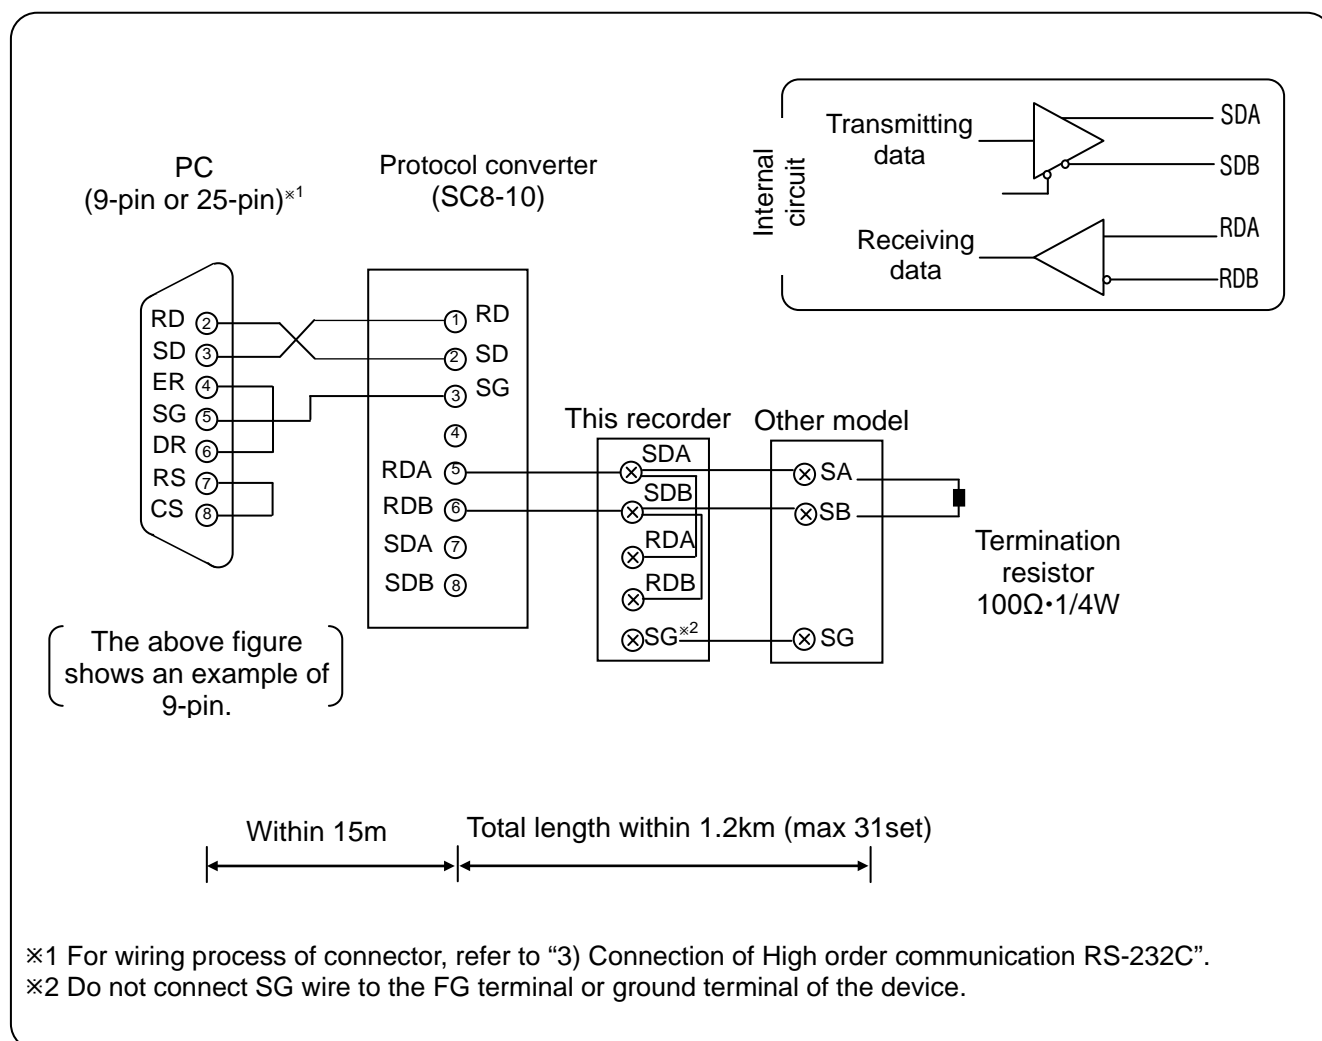 Internal
circuit
Transmitting
data
SDA
SDB
Receiving
data
RDA
RDB
PC
(9-pin or 25-pin)※1
Protocol converter
(SC8-10)
RD 2
SD 3
ER 4
SG 5
DR 6
RS 7
CS 8
1 RD
2 SD
3 SG
4
RDA 5
RDB 6
SDA 7
SDB 8
This recorder
SDA
SDB
RDA
RDB
SG※2
Other model
SA
SB
SG
Termination
resistor
100Ω・1/4W
The above figure
shows an example of
9-pin.
Within 15m
Total length within 1.2km (max 31set)
※1 For wiring process of connector, refer to “3) Connection of High order communication RS-232C”.
※2 Do not connect SG wire to the FG terminal or ground terminal of the device.